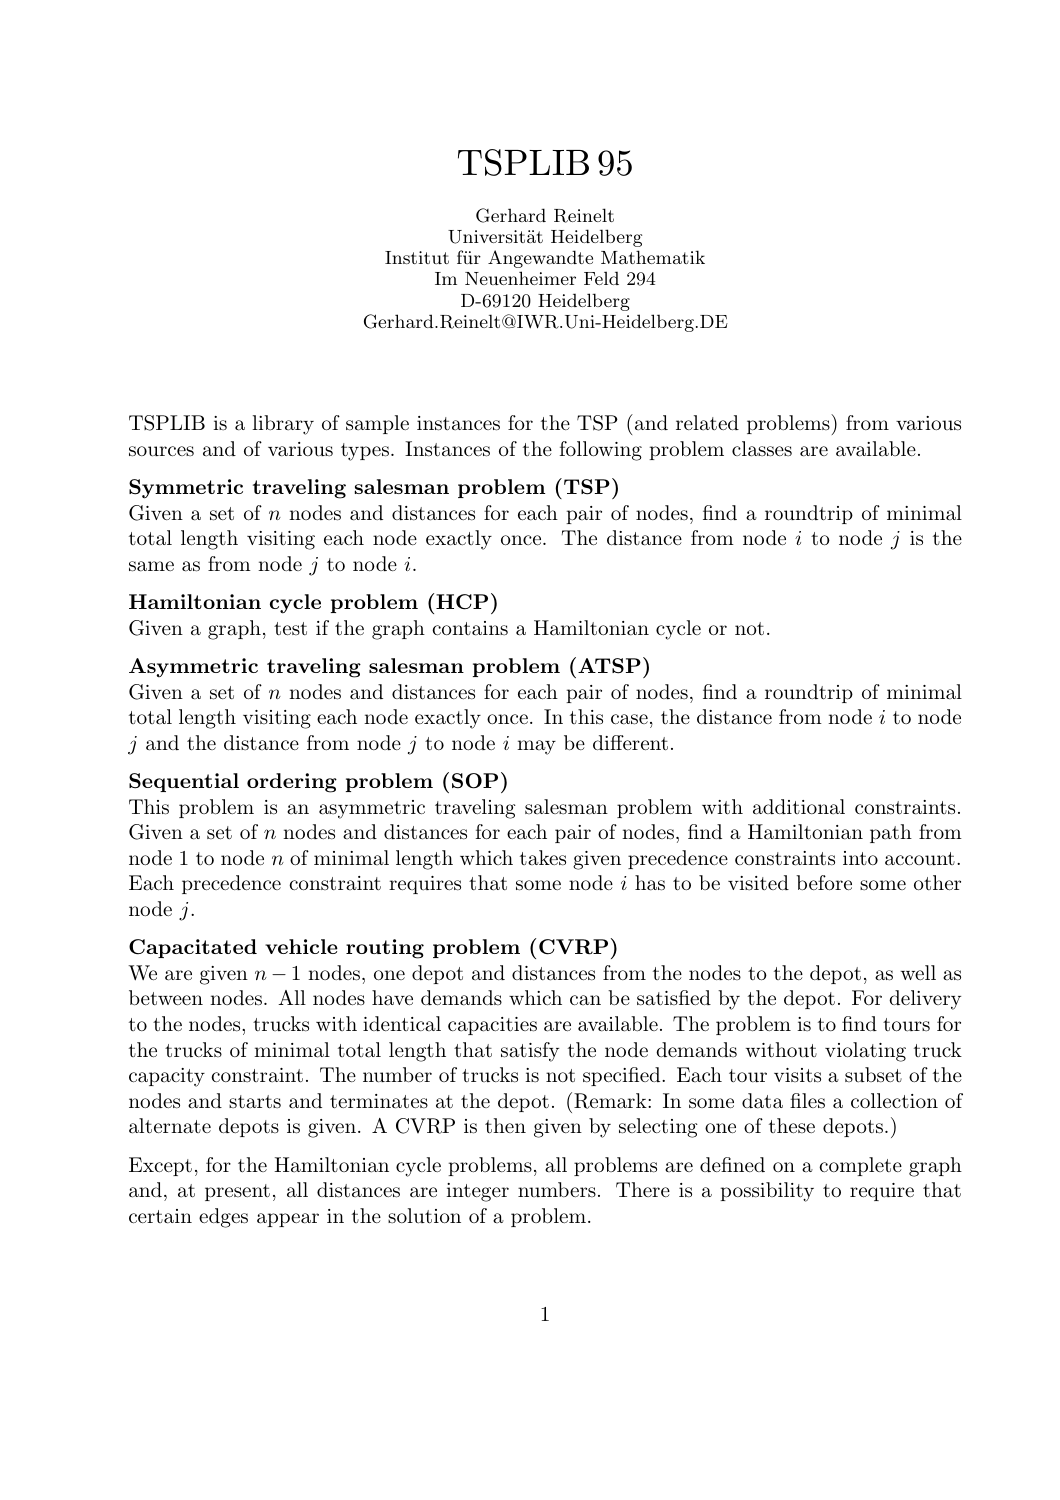 TSPLIB 95
Gerhard Reinelt
Universität Heidelberg
Institut für Angewandte Mathematik
Im Neuenheimer Feld 294
D-69120 Heidelberg
Gerhard.Reinelt@IWR.Uni-Heidelberg.DE
TSPLIB is a library of sample instances for the TSP (and related problems) from various
sources and of various types. Instances of the following problem classes are available.
Symmetric traveling salesman problem (TSP)
Given a set of n nodes and distances for each pair of nodes, find a roundtrip of minimal
total length visiting each node exactly once. The distance from node i to node j is the
same as from node j to node i.
Hamiltonian cycle problem (HCP)
Given a graph, test if the graph contains a Hamiltonian cycle or not.
Asymmetric traveling salesman problem (ATSP)
Given a set of n nodes and distances for each pair of nodes, find a roundtrip of minimal
total length visiting each node exactly once. In this case, the distance from node i to node
j and the distance from node j to node i may be different.
Sequential ordering problem (SOP)
This problem is an asymmetric traveling salesman problem with additional constraints.
Given a set of n nodes and distances for each pair of nodes, find a Hamiltonian path from
node 1 to node n of minimal length which takes given precedence constraints into account.
Each precedence constraint requires that some node i has to be visited before some other
node j.
Capacitated vehicle routing problem (CVRP)
We are given n − 1 nodes, one depot and distances from the nodes to the depot, as well as
between nodes. All nodes have demands which can be satisfied by the depot. For delivery
to the nodes, trucks with identical capacities are available. The problem is to find tours for
the trucks of minimal total length that satisfy the node demands without violating truck
capacity constraint. The number of trucks is not specified. Each tour visits a subset of the
nodes and starts and terminates at the depot. (Remark: In some data files a collection of
alternate depots is given. A CVRP is then given by selecting one of these depots.)
Except, for the Hamiltonian cycle problems, all problems are defined on a complete graph
and, at present, all distances are integer numbers. There is a possibility to require that
certain edges appear in the solution of a problem.
1